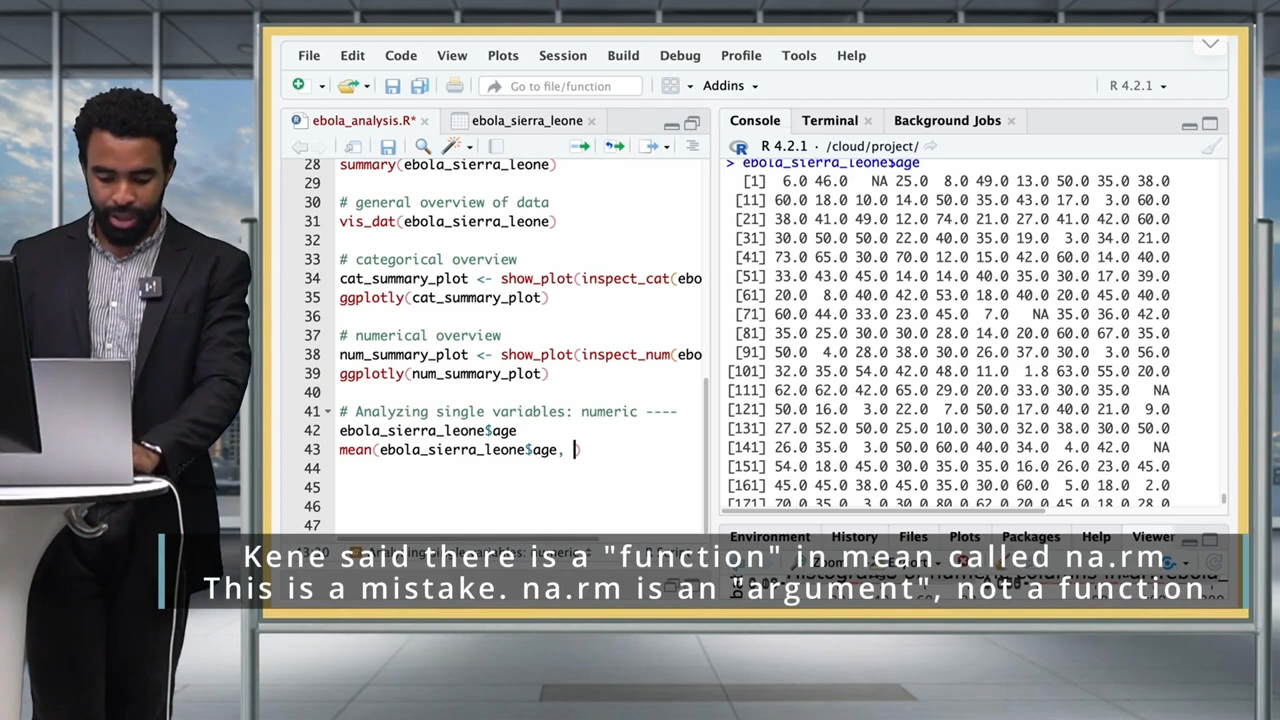 File Edit Code View Plots Session Build Debug Profile Tools Help
Go to file/function Addins R 4.2.1
ebola_analysis.R* ebola_sierra_leone
28 summary(ebola_sierra_leone)
29
30 # general overview of data
31 vis_dat(ebola_sierra_leone)
32
33 # categorical overview
34 cat_summary_plot <- show_plot(inspect_cat(ebo
35 ggplotly(cat_summary_plot)
36
37 # numerical overview
38 num_summary_plot <- show_plot(inspect_num(ebo
39 ggplotly(num_summary_plot)
40
41 # Analyzing single variables: numeric ----
42 ebola_sierra_leone$age
43 mean(ebola_sierra_leone$age, )
44
45
46
47
Console Terminal Background Jobs
R 4.2.1 · /cloud/project/
> ebola_sierra_leone$age
[1] 6.0 46.0 NA 25.0 8.0 49.0 13.0 50.0 35.0 38.0
[11] 60.0 18.0 10.0 14.0 50.0 35.0 43.0 17.0 3.0 60.0
[21] 38.0 41.0 49.0 12.0 74.0 21.0 27.0 41.0 42.0 60.0
[31] 30.0 50.0 50.0 22.0 40.0 35.0 19.0 3.0 34.0 21.0
[41] 73.0 65.0 30.0 70.0 12.0 15.0 42.0 60.0 14.0 40.0
[51] 33.0 43.0 45.0 14.0 14.0 40.0 35.0 30.0 17.0 39.0
[61] 20.0 8.0 40.0 42.0 53.0 18.0 40.0 20.0 45.0 40.0
[71] 60.0 44.0 33.0 23.0 45.0 7.0 NA 35.0 36.0 42.0
[81] 35.0 25.0 30.0 30.0 28.0 14.0 20.0 60.0 67.0 35.0
[91] 50.0 4.0 28.0 38.0 30.0 26.0 37.0 30.0 3.0 56.0
[101] 32.0 35.0 54.0 42.0 48.0 11.0 1.8 63.0 55.0 20.0
[111] 62.0 62.0 42.0 65.0 29.0 20.0 33.0 30.0 35.0 NA
[121] 50.0 16.0 3.0 22.0 7.0 50.0 17.0 40.0 21.0 9.0
[131] 27.0 52.0 50.0 25.0 10.0 30.0 32.0 38.0 30.0 50.0
[141] 26.0 35.0 3.0 50.0 60.0 40.0 34.0 4.0 42.0 NA
[151] 54.0 18.0 45.0 30.0 35.0 35.0 16.0 26.0 23.0 45.0
[161] 45.0 45.0 38.0 45.0 35.0 30.0 60.0 5.0 18.0 2.0
[171] 70.0 35.0 3.0 30.0 80.0 62.0 20.0 45.0 18.0 28.0
Environment History Files Plots Packages Help Viewer
Zoom Export
Kene said there is a "function" in mean called na.rm
This is a mistake. na.rm is an "argument", not a function